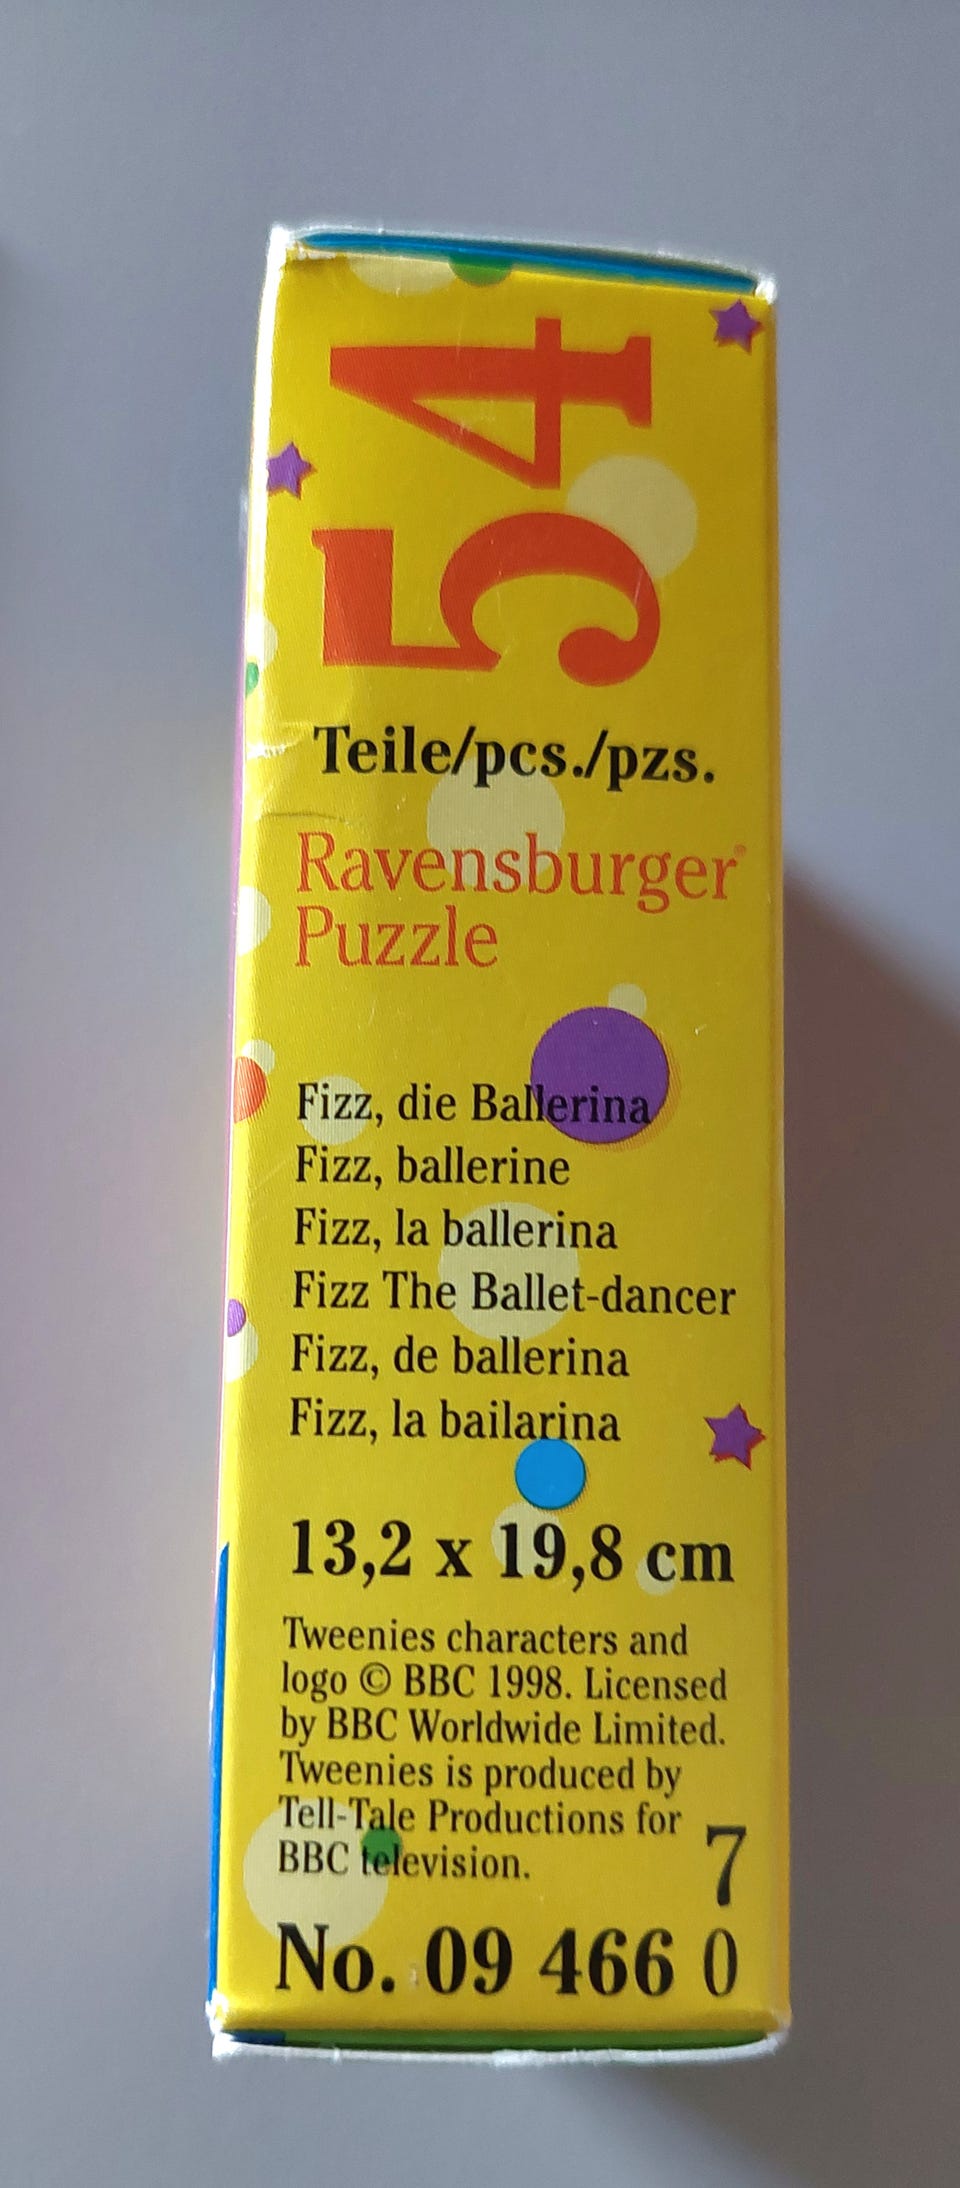 54
Teile/pcs./pzs.
Ravensburger®
Puzzle
Fizz, die Ballerina
Fizz, ballerine
Fizz, la ballerina
Fizz The Ballet-dancer
Fizz, de ballerina
Fizz, la bailarina
13,2 x 19,8 cm
Tweenies characters and
logo © BBC 1998. Licensed
by BBC Worldwide Limited.
Tweenies is produced by
Tell-Tale Productions for
BBC television.
7
No. 09 466 0